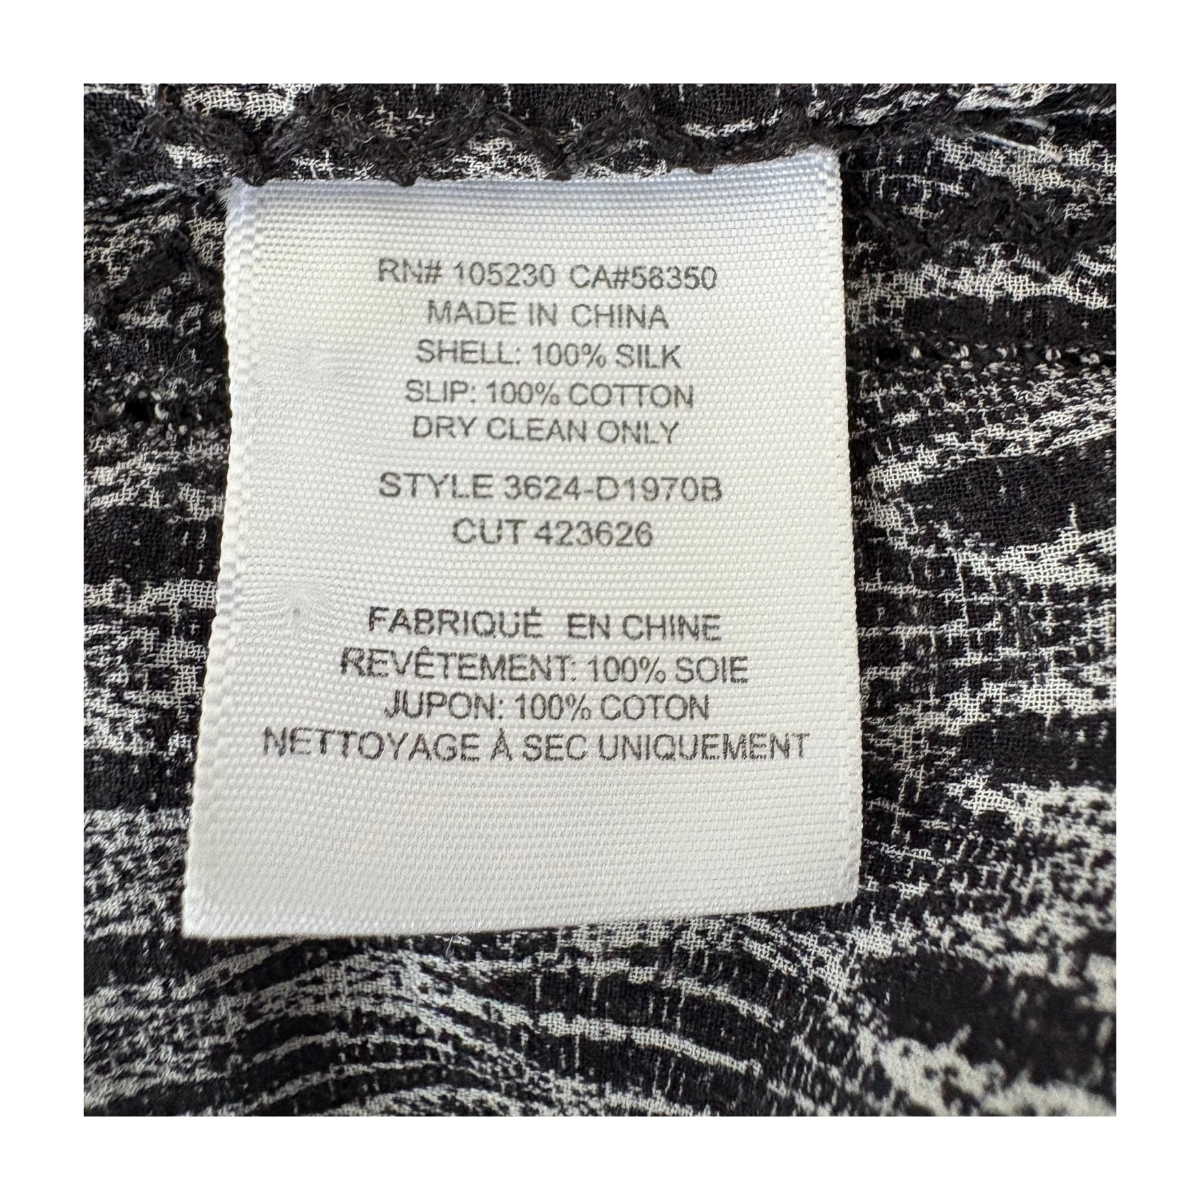 RN# 105230 CA#56350
MADE IN CHINA
SHELL: 100% SILK
SLIP: 100% COTTON
DRY CLEAN ONLY
STYLE 3624-D1970B
CUT 423626
FABRIQUÉ EN CHINE
REVÊTEMENT: 100% SOIE
JUPON: 100% COTON
NETTOYAGE À SEC UNIQUEMENT